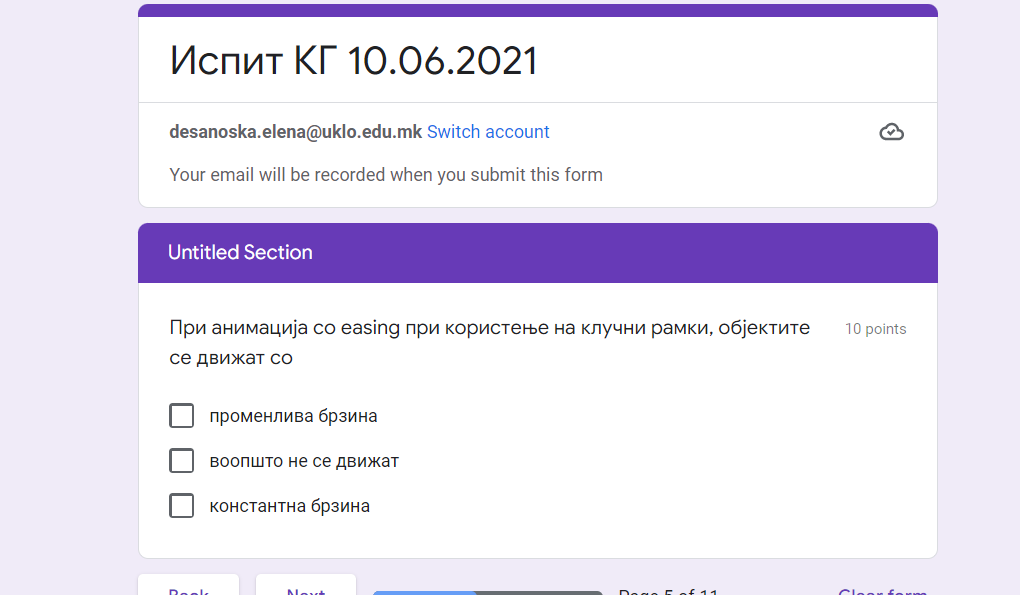 Испит КГ 10.06.2021
desanoska.elena@uklo.edu.mk Switch account
Your email will be recorded when you submit this form
Untitled Section
При анимација со easing при користење на клучни рамки, објектите
се движат со
10 points
променлива брзина
воопшто не се движат
константна брзина
Back
Next
Page 5 of 11
Clear form